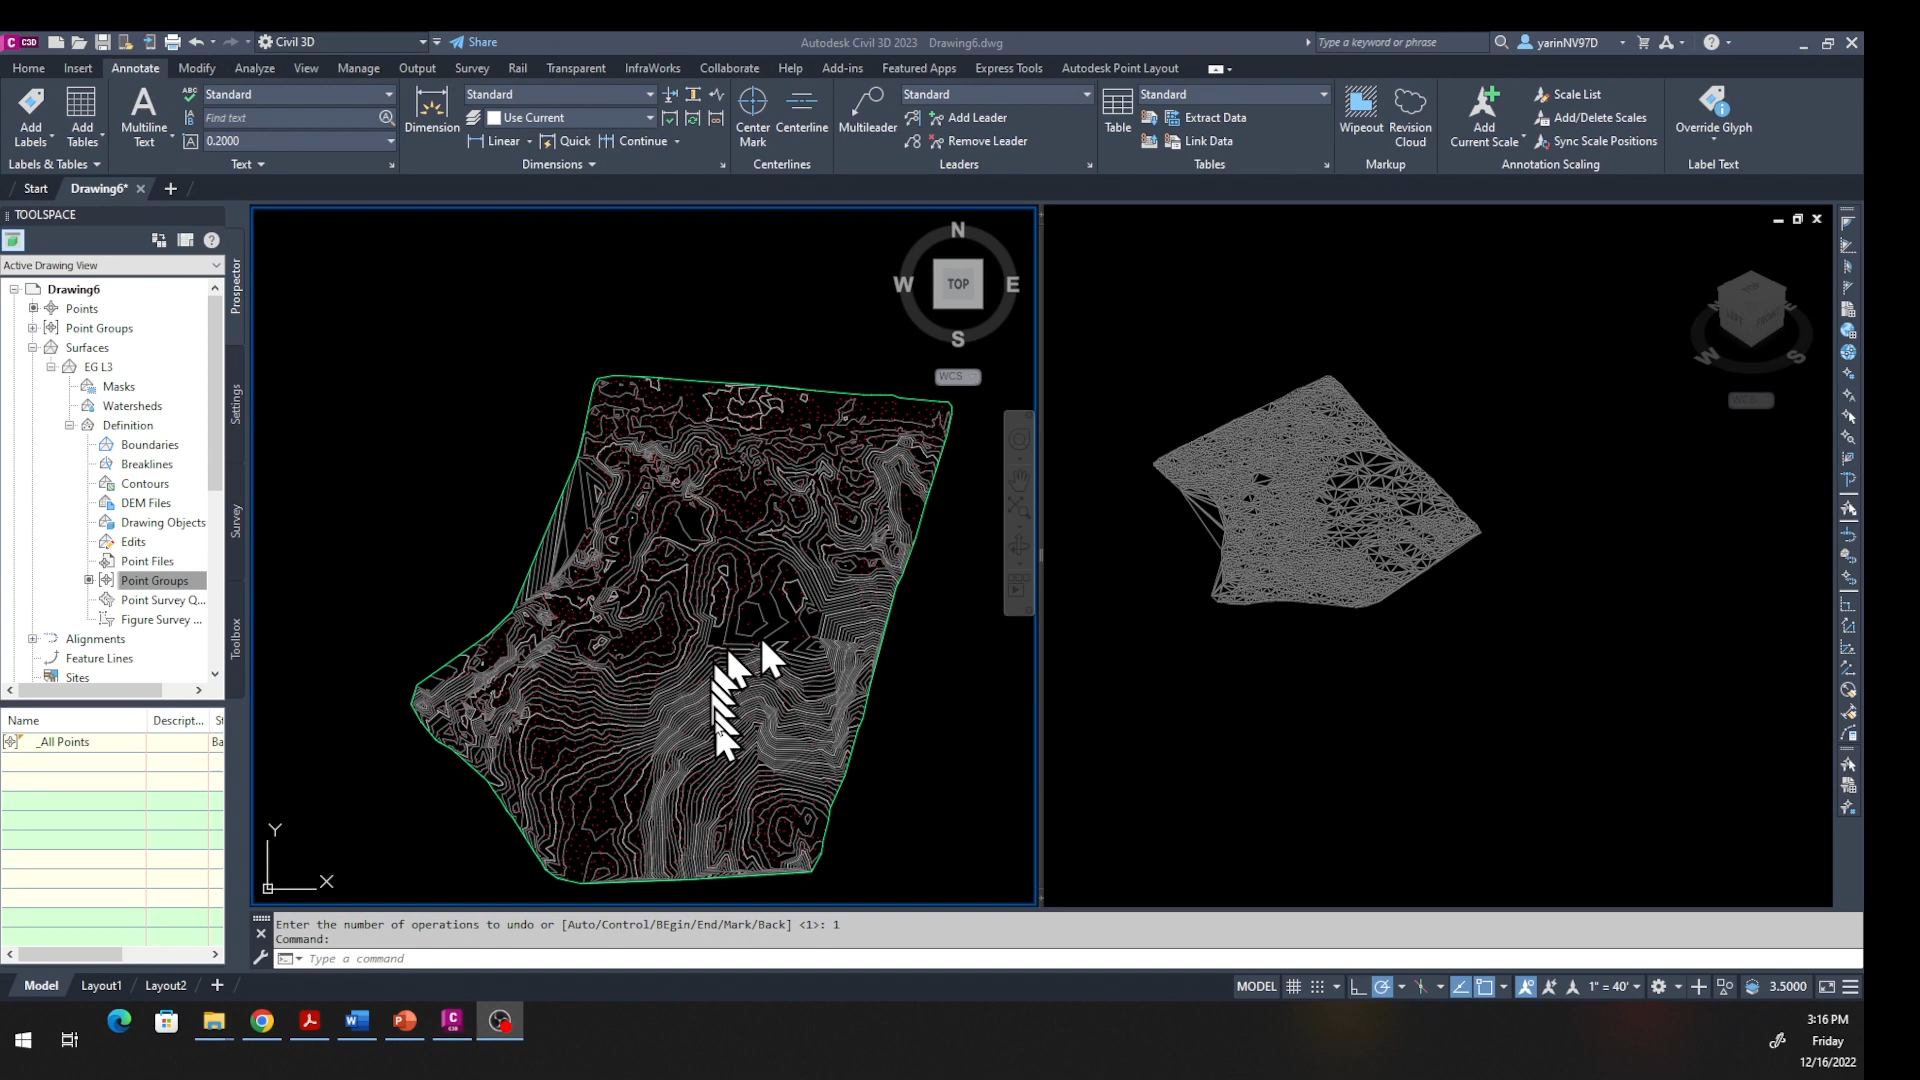 C3D Civil 3D Share Autodesk Civil 3D 2023 Drawing6.dwg Type a keyword or phrase yarinNV97D
Home Insert Annotate Modify Analyze View Manage Output Survey Rail Transparent InfraWorks Collaborate Help Add-ins Featured Apps Express Tools Autodesk Point Layout
Add Labels
Add Tables
Labels & Tables
Multiline Text
ABC
Standard
Find text
0.2000
Text
Dimension
Standard
Use Current
Linear Quick Continue
Dimensions
Center Mark
Centerline
Centerlines
Multileader
Standard
Add Leader
Remove Leader
Leaders
Table
Standard
Extract Data
Link Data
Tables
Wipeout
Revision Cloud
Markup
Add Current Scale
Scale List
Add/Delete Scales
Sync Scale Positions
Annotation Scaling
Override Glyph
Label Text
Start Drawing6*
TOOLSPACE
Active Drawing View
Drawing6
Points
Point Groups
Surfaces
EG L3
Masks
Watersheds
Definition
Boundaries
Breaklines
Contours
DEM Files
Drawing Objects
Edits
Point Files
Point Groups
Point Survey Q...
Figure Survey ...
Alignments
Feature Lines
Sites
Prospector
Settings
Survey
Toolbox
Name Descript... St
_All Points Ba
N
W TOP E
S
WCS
Y
X
TOP
LEFT FRONT
N E
W S
WCS
Enter the number of operations to undo or [Auto/Control/BEgin/End/Mark/Back] <1>: 1
Command:
Type a command
Model Layout1 Layout2
MODEL 1" = 40' 3.5000
3:16 PM
Friday
12/16/2022